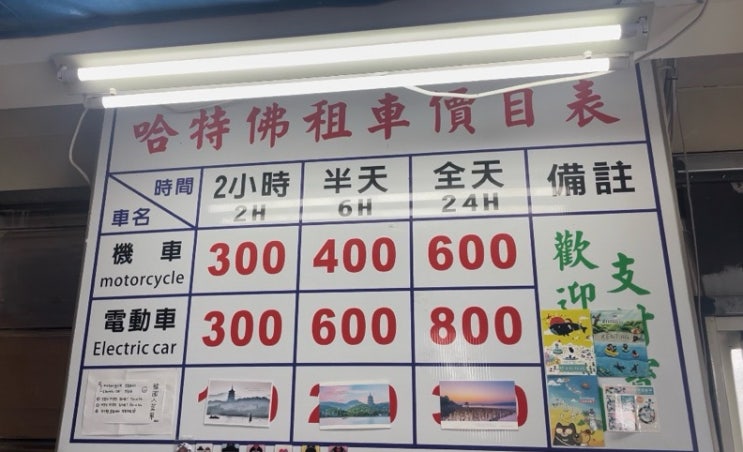 哈特佛租車價目表
時間 2小時 半天 全天 備註
車名 2H 6H 24H
機車 300 400 600
motorcycle
電動車 300 600 800
Electric car
歡迎
支